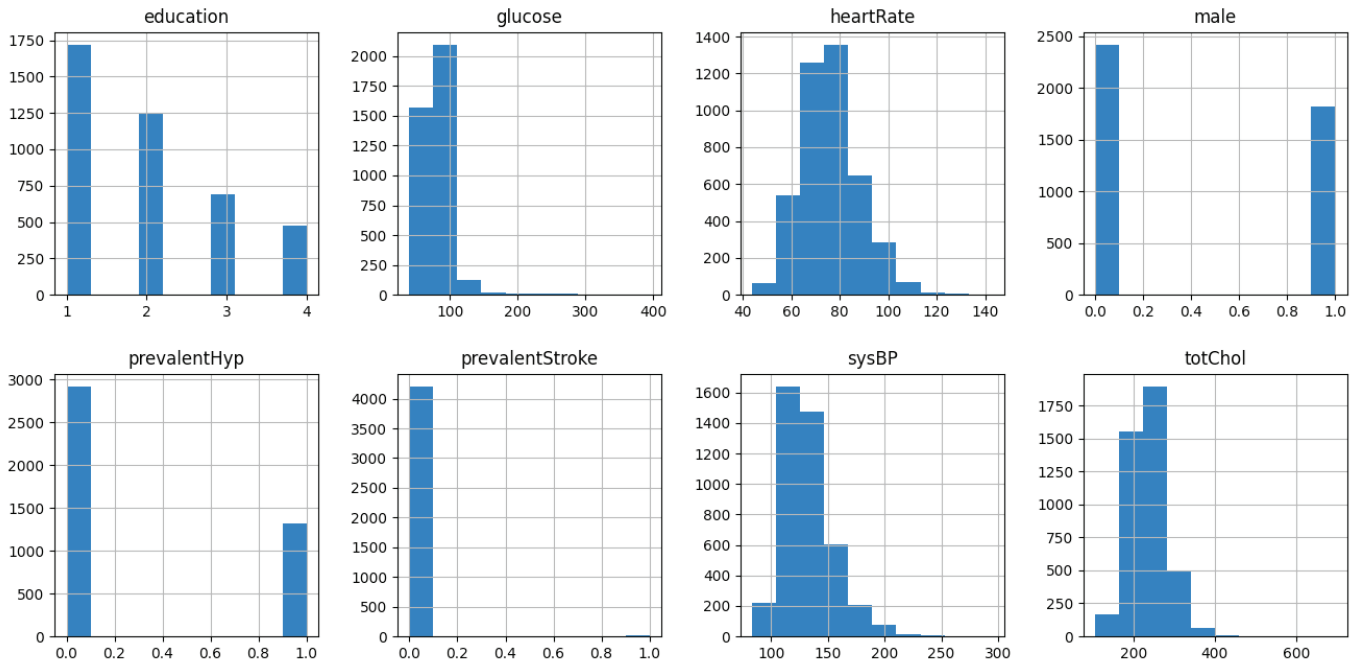 education glucose heartRate male
1750 1500 1250 1000 750 500 250 0
1 2 3 4
2000 1750 1500 1250 1000 750 500 250 0
100 200 300 400
1400 1200 1000 800 600 400 200 0
40 60 80 100 120 140
2500 2000 1500 1000 500 0
0.0 0.2 0.4 0.6 0.8 1.0
prevalentHyp prevalentStroke sysBP totChol
3000 2500 2000 1500 1000 500 0
0.0 0.2 0.4 0.6 0.8 1.0
4000 3500 3000 2500 2000 1500 1000 500 0
0.0 0.2 0.4 0.6 0.8 1.0
1600 1400 1200 1000 800 600 400 200 0
100 150 200 250 300
1750 1500 1250 1000 750 500 250 0
200 400 600